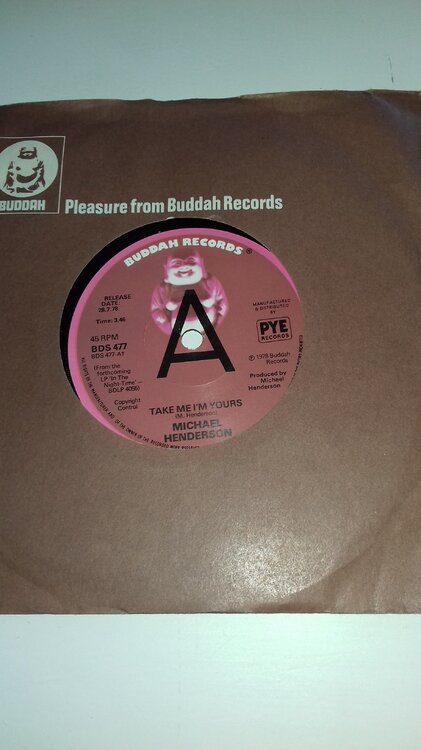 BUDDAH
Pleasure from Buddah Records
BUDDAH RECORDS®
RELEASE
DATE:
28.7.78
Time: 3.46
45 RPM
BDS 477
BDS 477-A1
(From the
forthcoming
LP 'In The
Night-Time' –
BDLP 4055)
Copyright
Control
A
MANUFACTURED
& DISTRIBUTED
BY
PYE
RECORDS
℗ 1978 Buddah
Records
Produced by
Michael
Henderson
TAKE ME I'M YOURS
(M. Henderson)
MICHAEL
HENDERSON